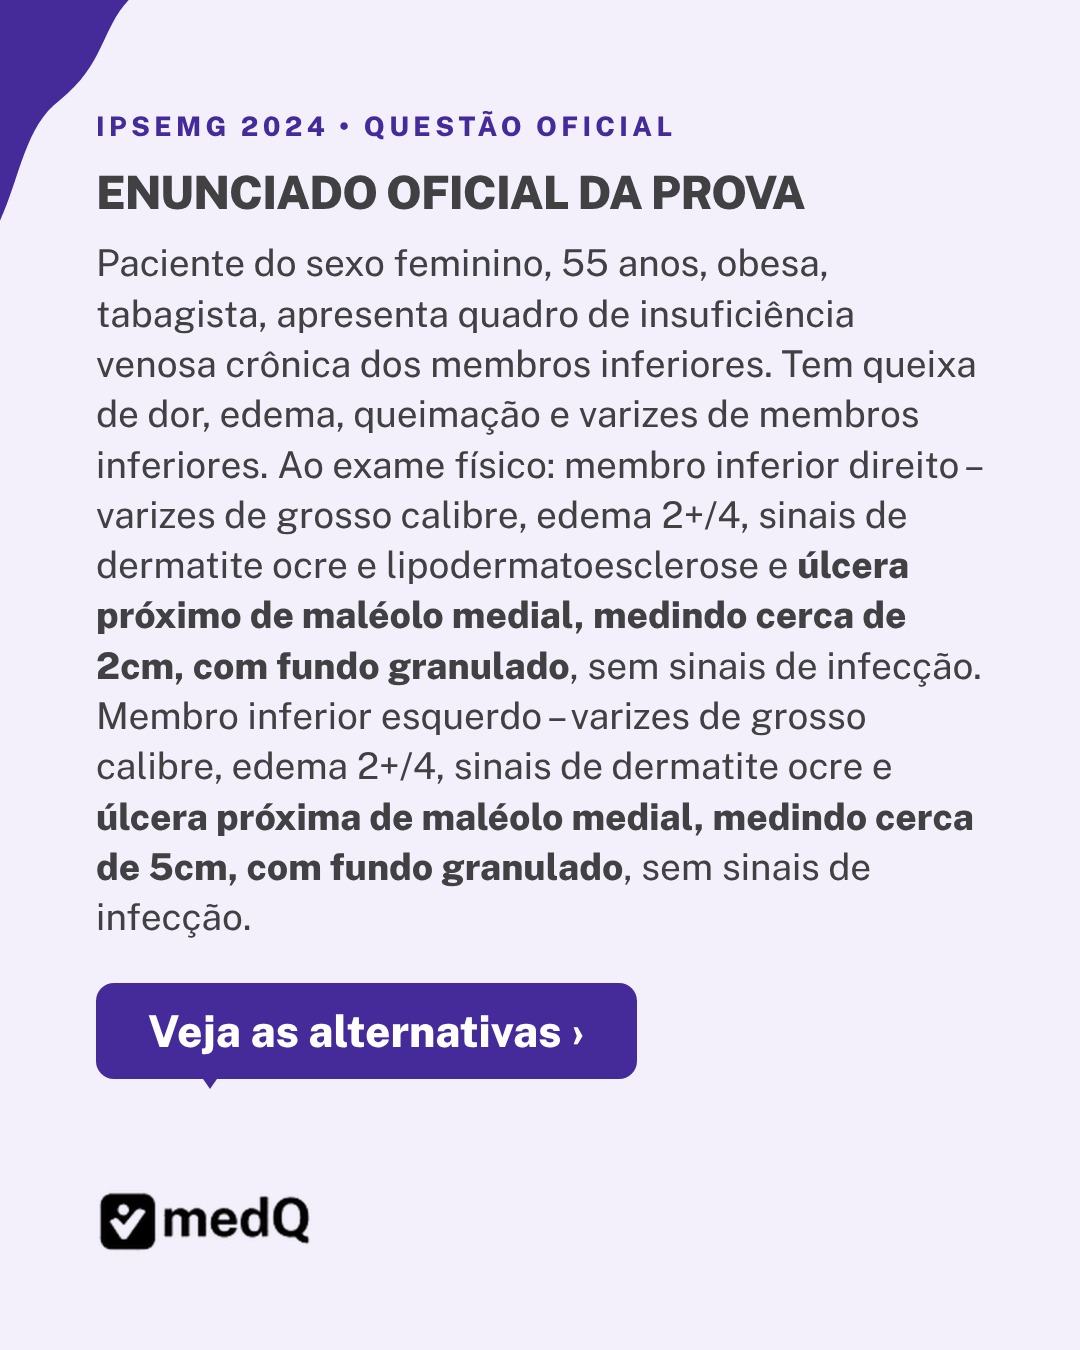 IPSEMG 2024 • QUESTÃO OFICIAL
ENUNCIADO OFICIAL DA PROVA
Paciente do sexo feminino, 55 anos, obesa,
tabagista, apresenta quadro de insuficiência
venosa crônica dos membros inferiores. Tem queixa
de dor, edema, queimação e varizes de membros
inferiores. Ao exame físico: membro inferior direito –
varizes de grosso calibre, edema 2+/4, sinais de
dermatite ocre e lipodermatoesclerose e úlcera
próximo de maléolo medial, medindo cerca de
2cm, com fundo granulado, sem sinais de infecção.
Membro inferior esquerdo – varizes de grosso
calibre, edema 2+/4, sinais de dermatite ocre e
úlcera próxima de maléolo medial, medindo cerca
de 5cm, com fundo granulado, sem sinais de
infecção.
Veja as alternativas ›
medQ